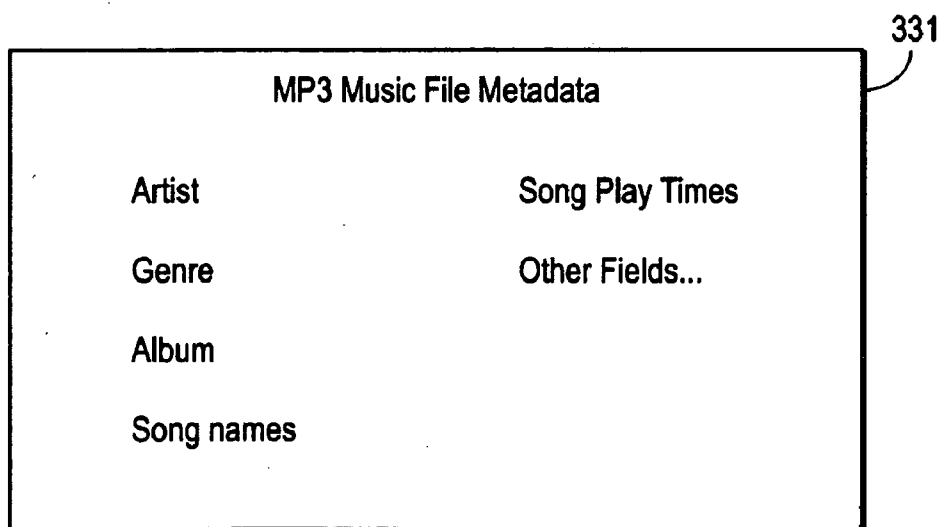 331
MP3 Music File Metadata
Artist
Song Play Times
Genre
Other Fields...
Album
Song names